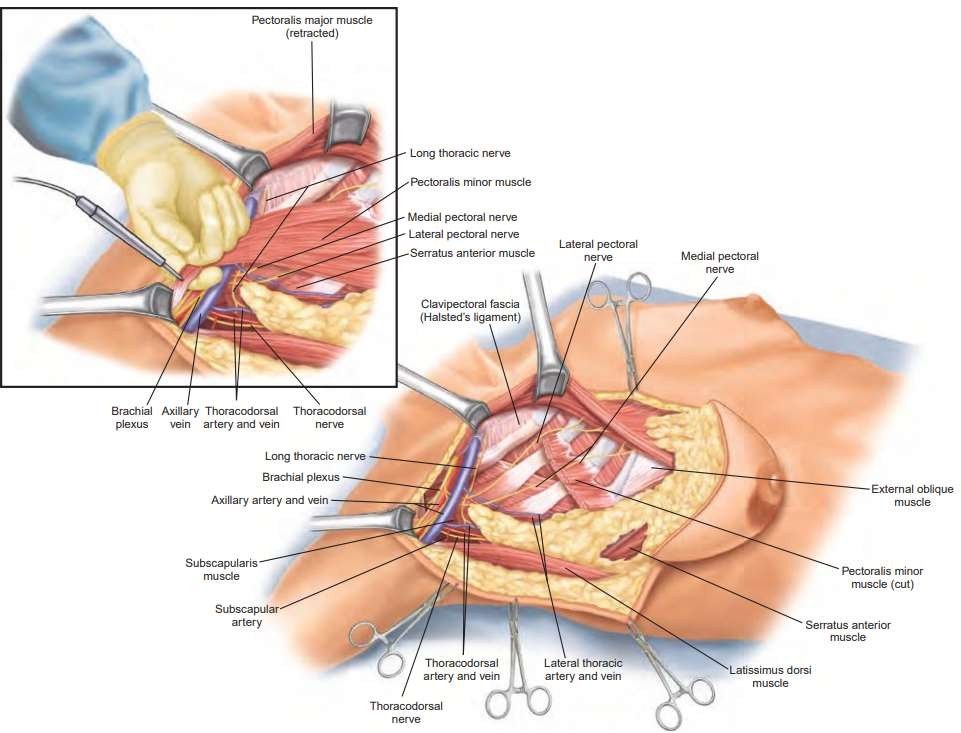 Pectoralis major muscle
(retracted)
Long thoracic nerve
Pectoralis minor muscle
Medial pectoral nerve
Lateral pectoral nerve
Serratus anterior muscle
Brachial
plexus
Axillary
vein
Thoracodorsal
artery and vein
Thoracodorsal
nerve
Lateral pectoral
nerve
Medial pectoral
nerve
Clavipectoral fascia
(Halsted's ligament)
Long thoracic nerve
Brachial plexus
Axillary artery and vein
Subscapularis
muscle
Subscapular
artery
Thoracodorsal
artery and vein
Thoracodorsal
nerve
Lateral thoracic
artery and vein
External oblique
muscle
Pectoralis minor
muscle (cut)
Serratus anterior
muscle
Latissimus dorsi
muscle